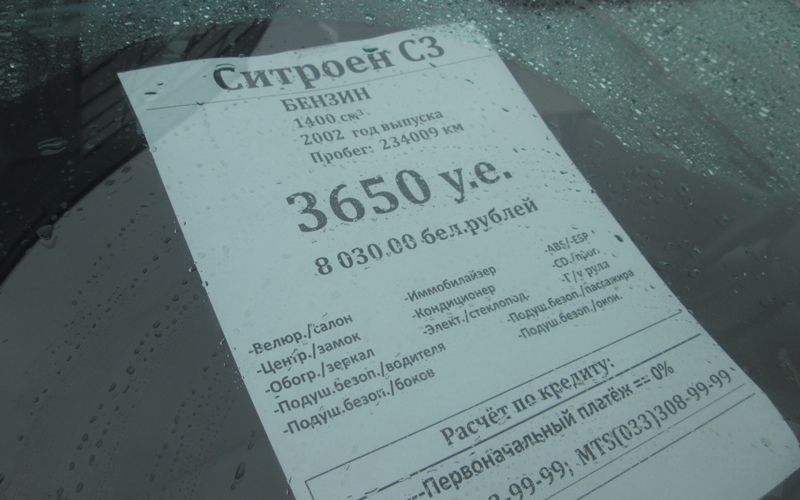 Ситроен С3
БЕНЗИН
1400 см³
2002 год выпуска
Пробег: 234009 км
3650 у.е.
8 030.00 бел.рублей
-Велюр./салон
-Центр./замок
-Обогр./зеркал
-Подуш.безоп./водителя
-Подуш.безоп./боков
-Иммобилайзер
-Кондиционер
-Элект./стеклопод.
-ABS/-ESP
-CD./проиг.
-Г/у руля
-Подуш.безоп./пассажира
-Подуш.безоп./окон.
Расчёт по кредиту:
--Первоначальный платёж == 0%
-99-99; MTS(033)308-99-99